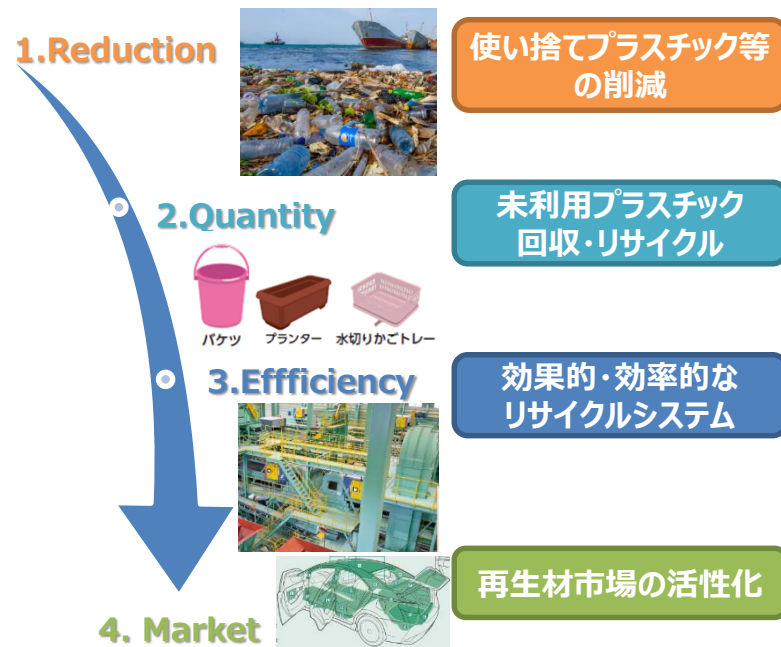 1.Reduction
使い捨てプラスチック等
の削減
2.Quantity
未利用プラスチック
回収・リサイクル
バケツ
プランター
水切りかごトレー
3.Effficiency
効果的・効率的な
リサイクルシステム
4. Market
再生材市場の活性化